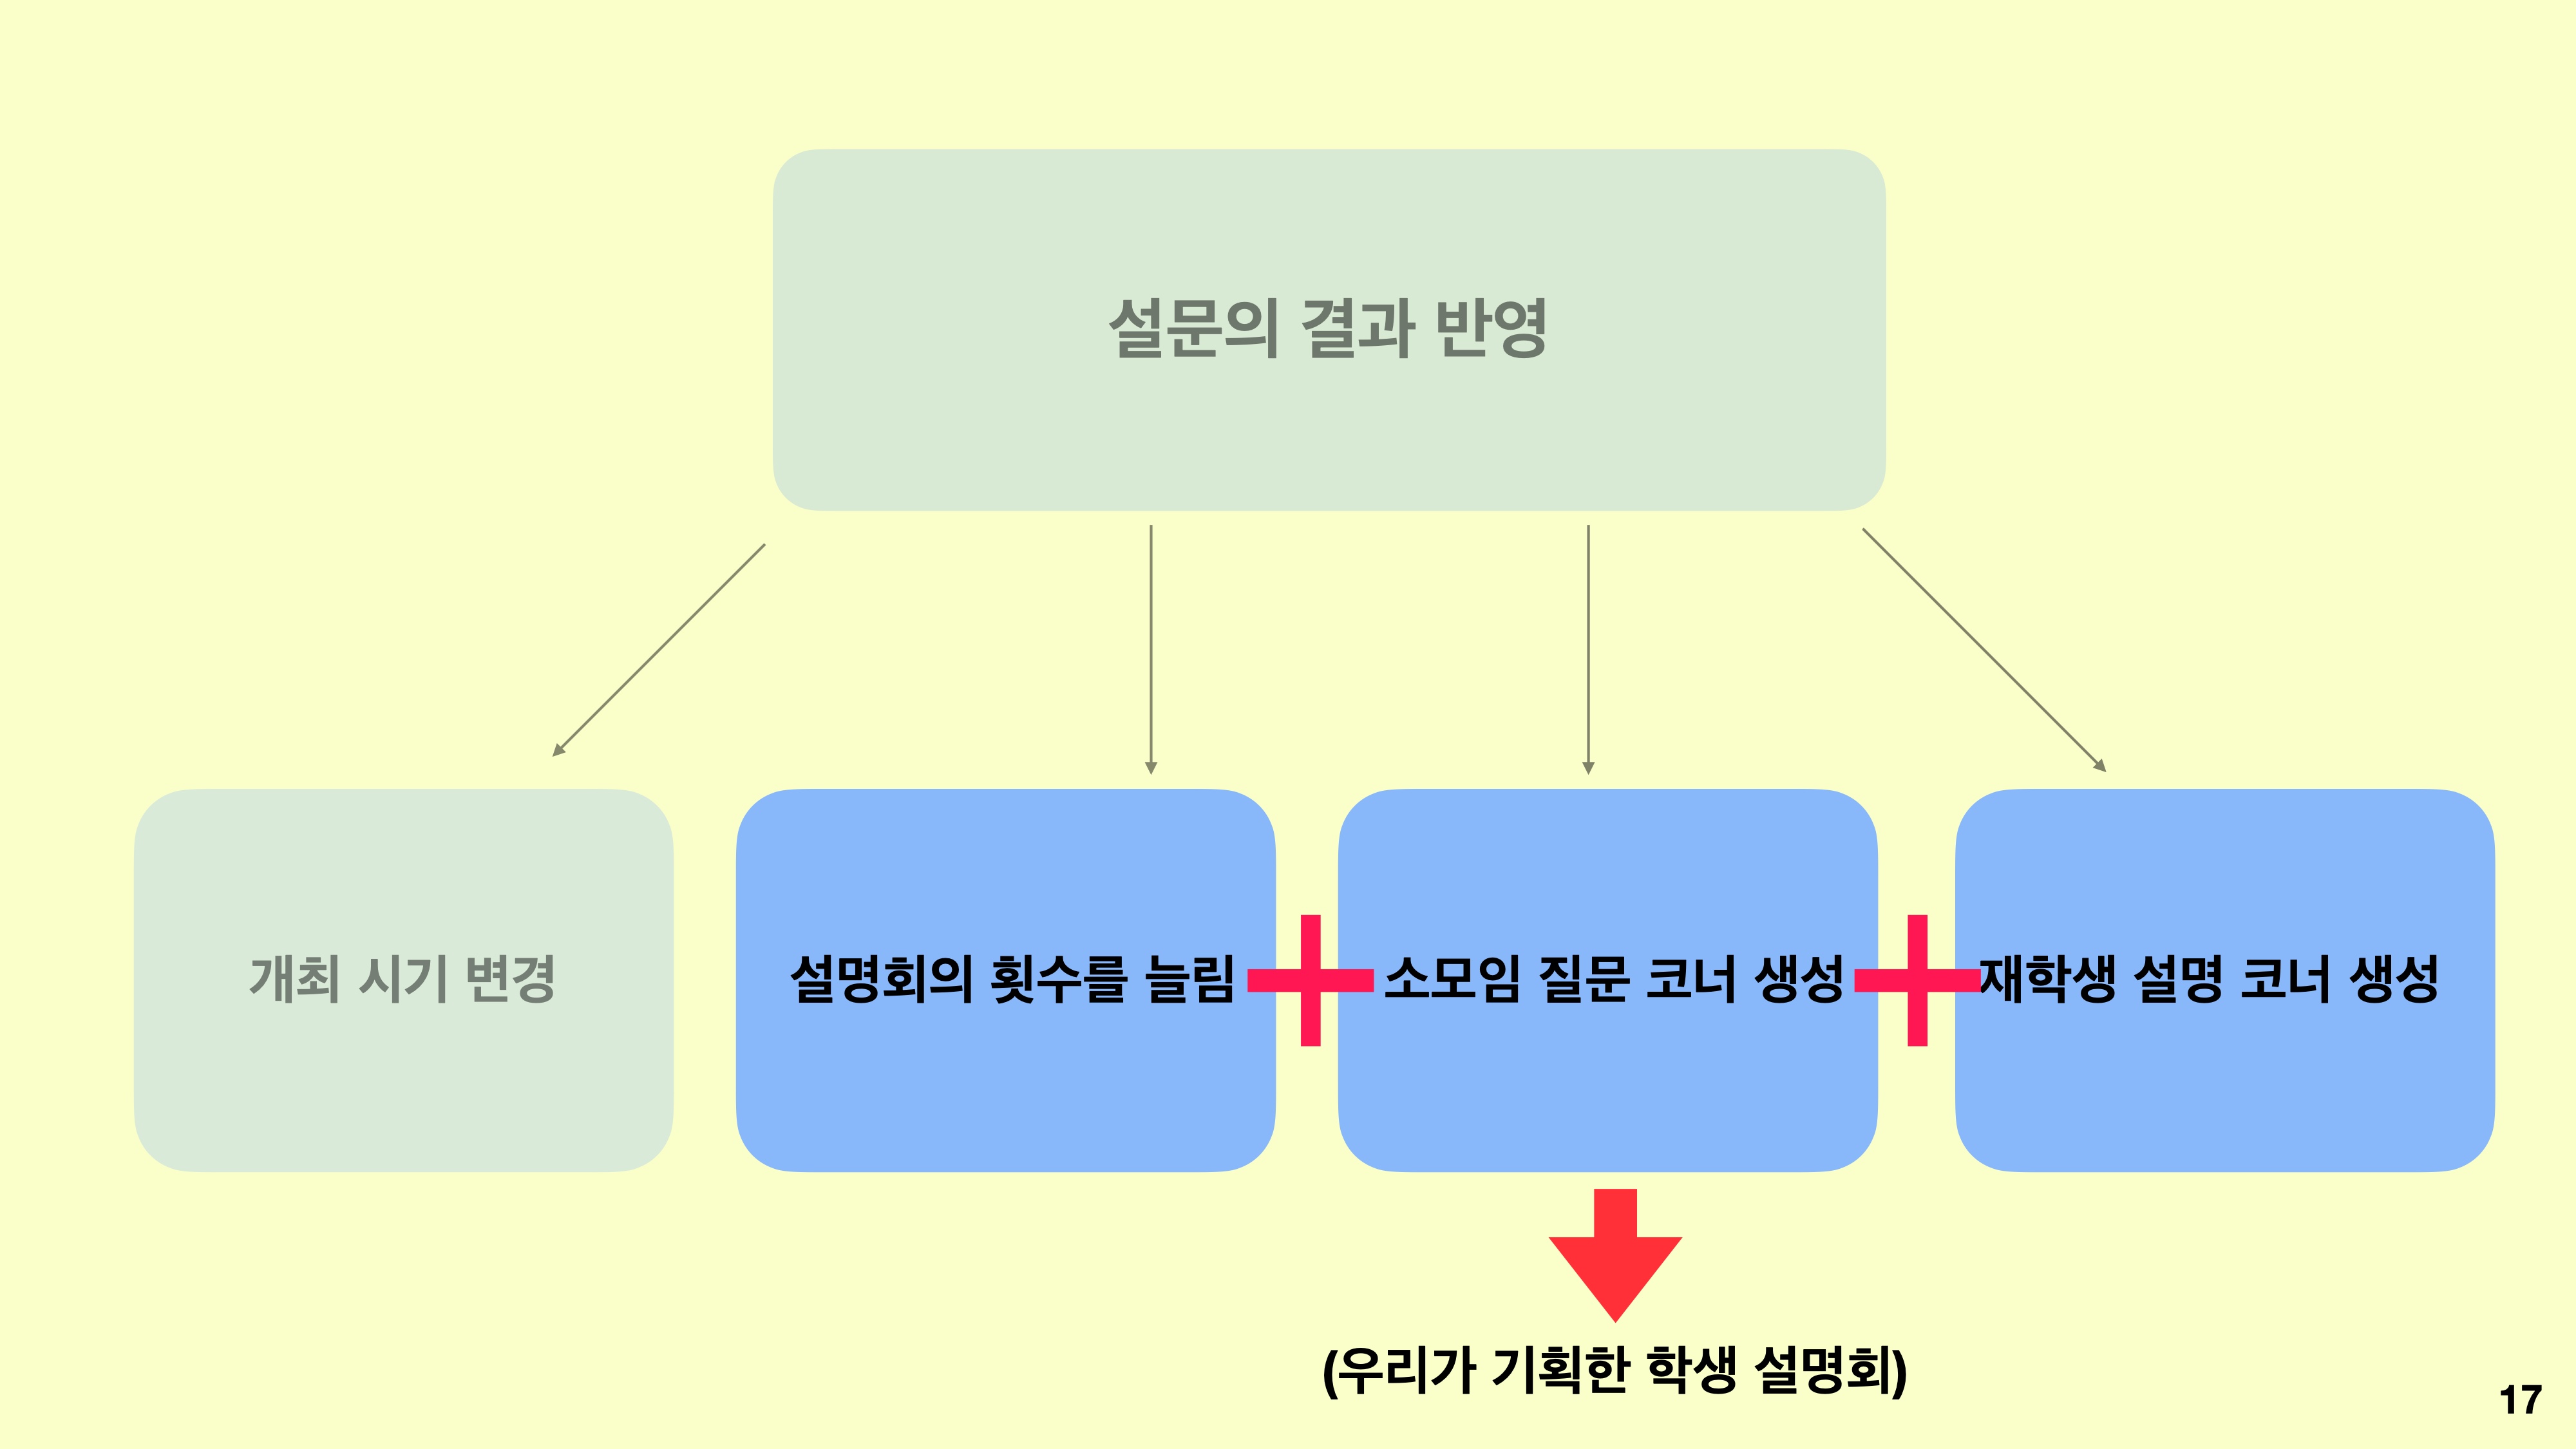 설문의 결과 반영
개최 시기 변경
설명회의 횟수를 늘림
소모임 질문 코너 생성
재학생 설명 코너 생성
(우리가 기획한 학생 설명회)
17